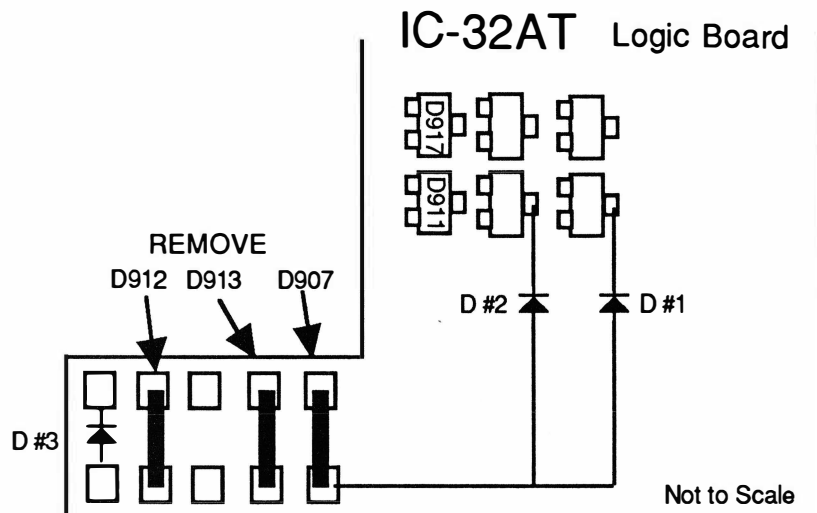 IC-32AT Logic Board
D917
D911
REMOVE
D912 D913 D907
D #2 D #1
D #3
Not to Scale